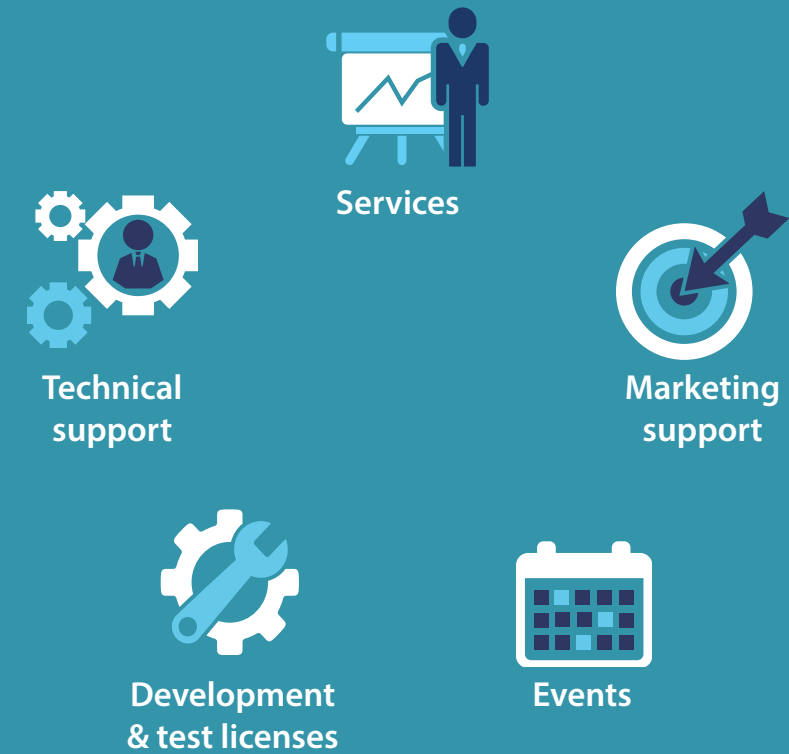 Services
Technical
support
Marketing
support
Development
& test licenses
Events